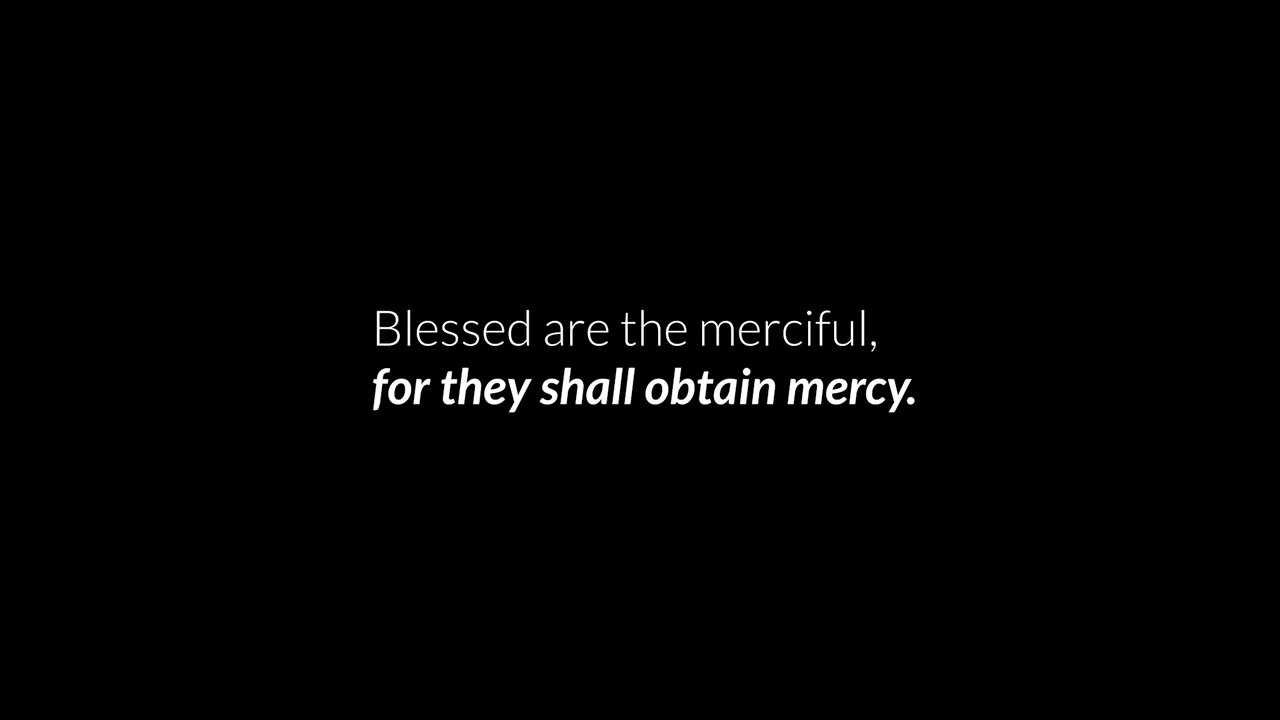 Blessed are the merciful,
for they shall obtain mercy.